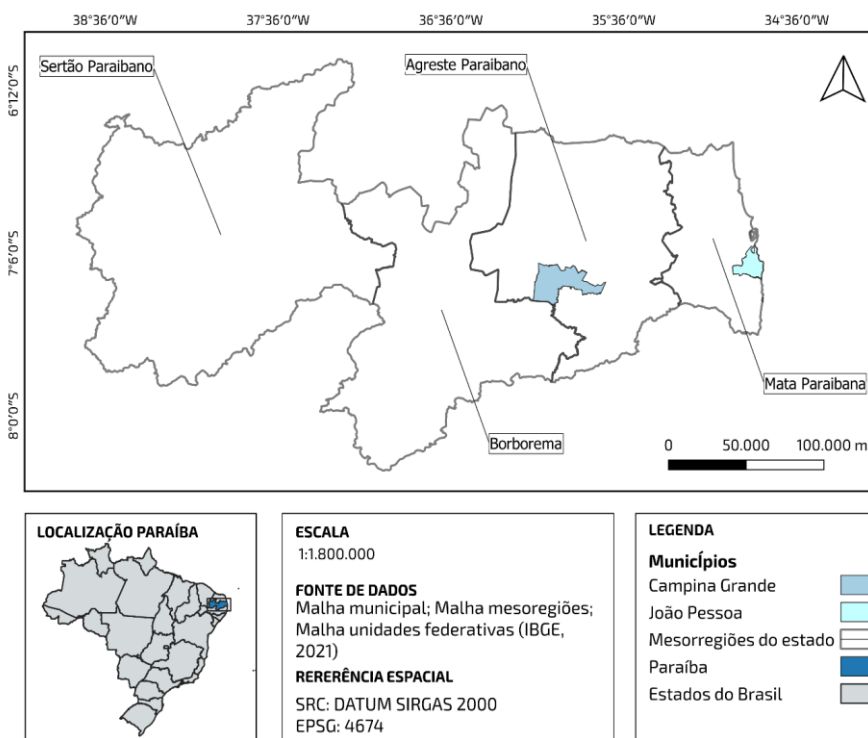 38°36′0″W
37°36′0″W
36°36′0″W
35°36′0″W
34°36′0″W
6°12′0″S
7°6′0″S
8°0′0″S
Sertão Paraibano
Agreste Paraibano
Mata Paraibana
Borborema
0
50.000
100.000 m
LOCALIZAÇÃO PARAÍBA
ESCALA
1:1.800.000
FONTE DE DADOS
Malha municipal; Malha mesoregiões;
Malha unidades federativas (IBGE,
2021)
RERERÊNCIA ESPACIAL
SRC: DATUM SIRGAS 2000
EPSG: 4674
LEGENDA
MunicÍpios
Campina Grande
João Pessoa
Mesorregiões do estado
Paraíba
Estados do Brasil